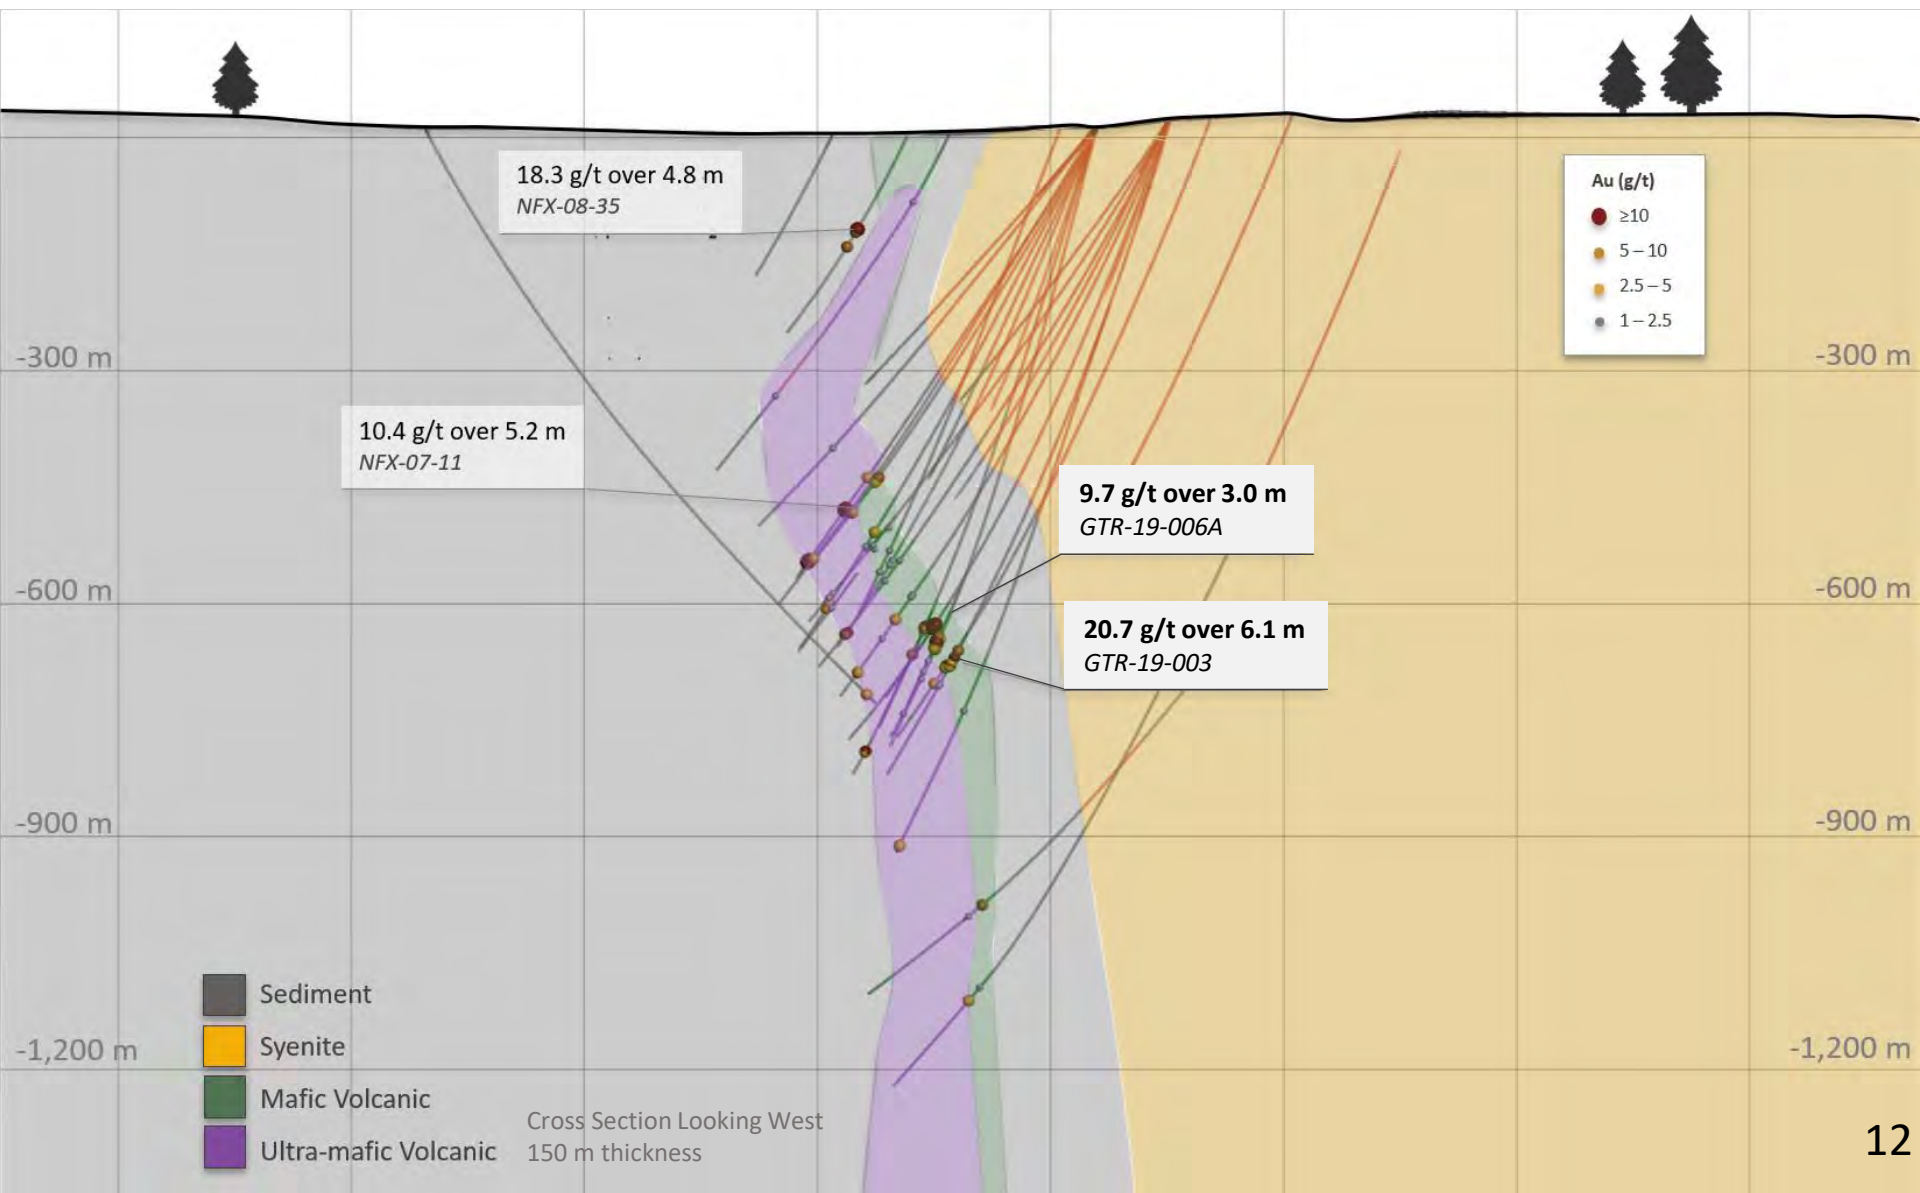 18.3 g/t over 4.8 m
NFX-08-35
Au (g/t)
≥10
5 – 10
2.5 – 5
1 – 2.5
-300 m
-300 m
10.4 g/t over 5.2 m
NFX-07-11
9.7 g/t over 3.0 m
GTR-19-006A
-600 m
-600 m
20.7 g/t over 6.1 m
GTR-19-003
-900 m
-900 m
Sediment
Syenite
-1,200 m
-1,200 m
Mafic Volcanic
Ultra-mafic Volcanic
Cross Section Looking West
150 m thickness
12